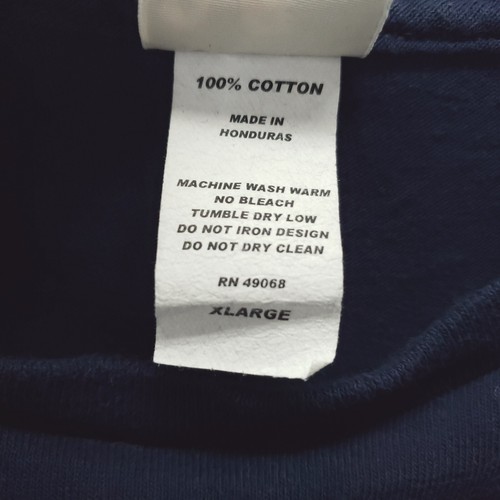 100% COTTON
MADE IN
HONDURAS
MACHINE WASH WARM
NO BLEACH
TUMBLE DRY LOW
DO NOT IRON DESIGN
DO NOT DRY CLEAN
RN 49068
XLARGE